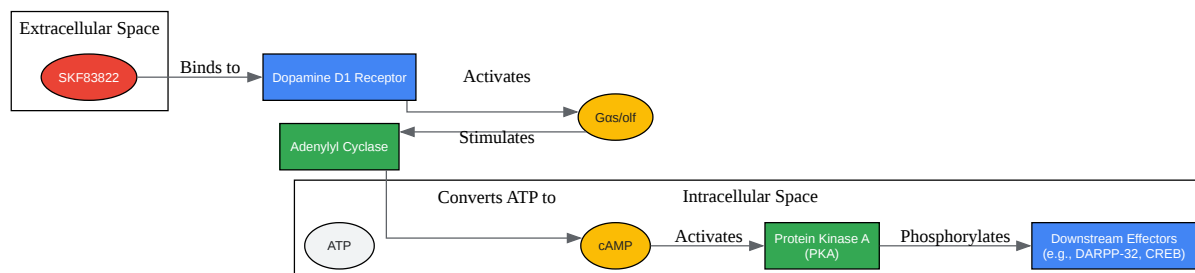 Extracellular Space
SKF83822
Binds to
Dopamine D1 Receptor
Activates
Gαs/olf
Stimulates
Adenylyl Cyclase
Converts ATP to
Intracellular Space
ATP
cAMP
Activates
Protein Kinase A
(PKA)
Phosphorylates
Downstream Effectors
(e.g., DARPP-32, CREB)